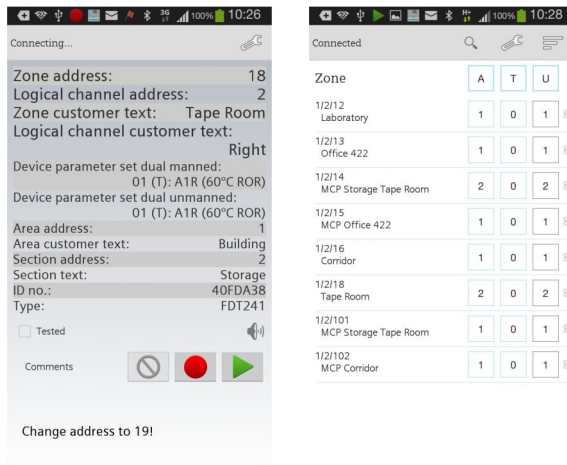 3G 100% 10:26
Connecting...
Zone address: 18
Logical channel address: 2
Zone customer text: Tape Room
Logical channel customer text:
Right
Device parameter set dual manned:
01 (T): A1R (60°C ROR)
Device parameter set dual unmanned:
01 (T): A1R (60°C ROR)
Area address: 1
Area customer text: Building
Section address: 2
Section text: Storage
ID no.: 40FDA38
Type: FDT241
Tested
Comments
Change address to 19!
H+ 100% 10:28
Connected
Zone A T U
1/2/12
Laboratory 1 0 1
1/2/13
Office 422 1 0 1
1/2/14
MCP Storage Tape Room 2 0 2
1/2/15
MCP Office 422 1 0 1
1/2/16
Corridor 1 0 1
1/2/18
Tape Room 2 0 2
1/2/101
MCP Storage Tape Room 1 0 1
1/2/102
MCP Corridor 1 0 1